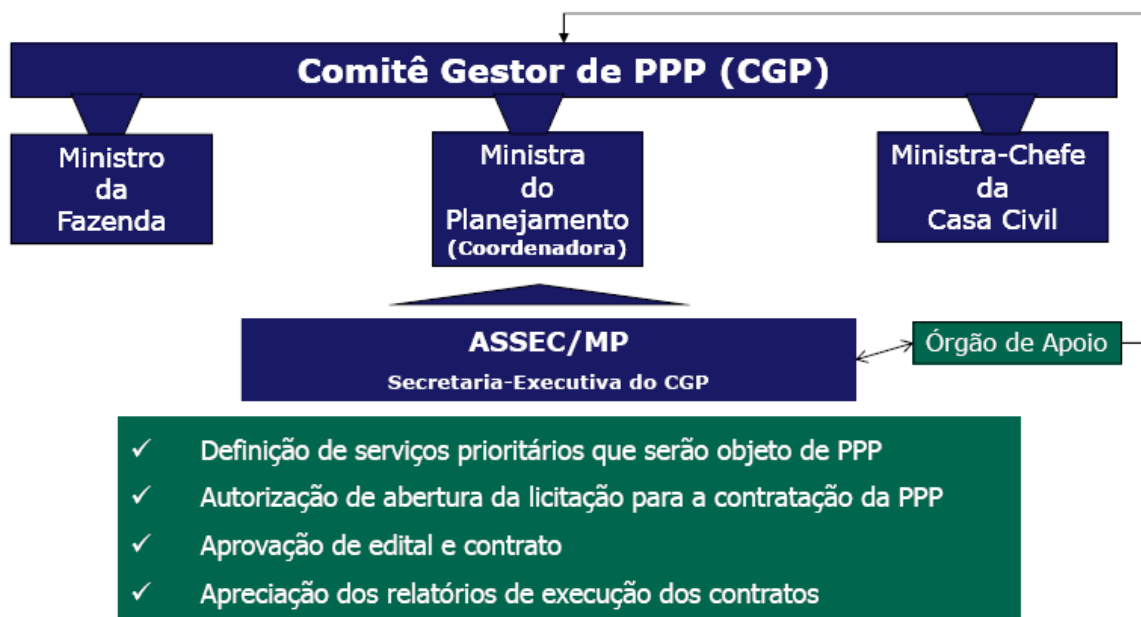 Comitê Gestor de PPP (CGP)
Ministro
da
Fazenda
Ministra
do
Planejamento
(Coordenadora)
Ministra-Chefe
da
Casa Civil
ASSEC/MP
Secretaria-Executiva do CGP
Órgão de Apoio
✓ Definição de serviços prioritários que serão objeto de PPP
✓ Autorização de abertura da licitação para a contratação da PPP
✓ Aprovação de edital e contrato
✓ Apreciação dos relatórios de execução dos contratos